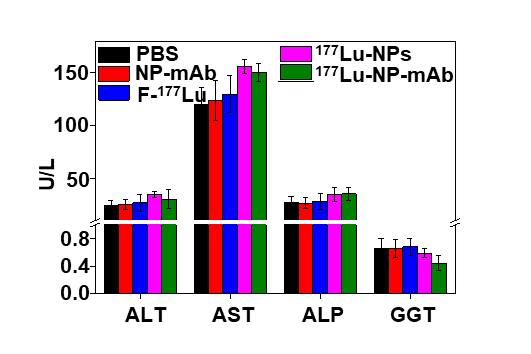 PBS
NP-mAb
F-¹⁷⁷Lu
¹⁷⁷Lu-NPs
¹⁷⁷Lu-NP-mAb
U/L
150
100
50
0.8
0.4
0.0
ALT AST ALP GGT